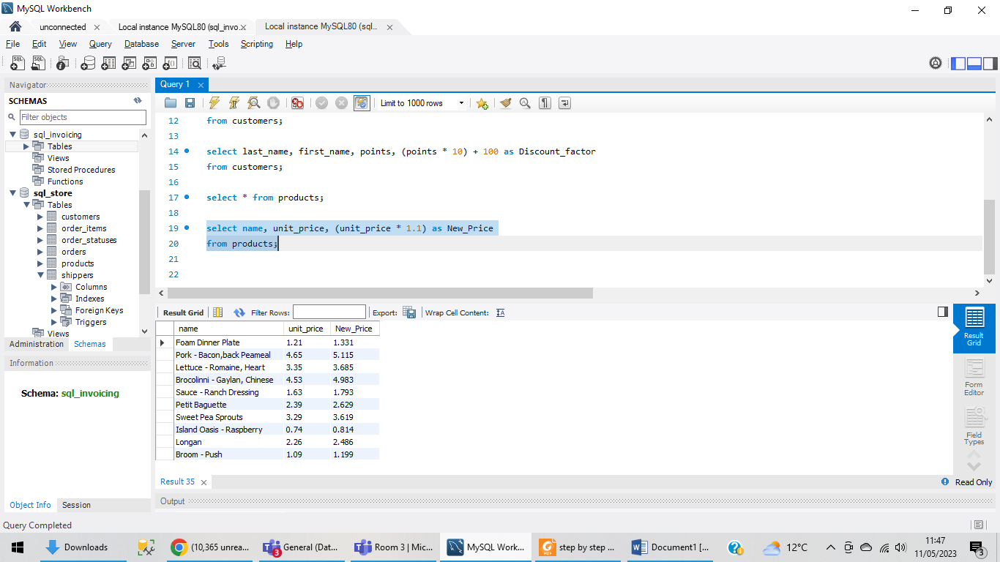 MySQL Workbench
unconnected
Local instance MySQL80 (sql_invo...
Local instance MySQL80 (sql...
File Edit View Query Database Server Tools Scripting Help
Navigator
SCHEMAS
Filter objects
sql_invoicing
Tables
Views
Stored Procedures
Functions
sql_store
Tables
customers
order_items
order_statuses
orders
products
shippers
Columns
Indexes
Foreign Keys
Triggers
Views
Administration Schemas
Information
Schema: sql_invoicing
Object Info Session
Query 1
Limit to 1000 rows
12 from customers;
13
14 select last_name, first_name, points, (points * 10) + 100 as Discount_factor
15 from customers;
16
17 select * from products;
18
19 select name, unit_price, (unit_price * 1.1) as New_Price
20 from products;
21
22
Result Grid Filter Rows: Export: Wrap Cell Content:
name unit_price New_Price
Foam Dinner Plate 1.21 1.331
Pork - Bacon,back Peameal 4.65 5.115
Lettuce - Romaine, Heart 3.35 3.685
Brocolinni - Gaylan, Chinese 4.53 4.983
Sauce - Ranch Dressing 1.63 1.793
Petit Baguette 2.39 2.629
Sweet Pea Sprouts 3.29 3.619
Island Oasis - Raspberry 0.74 0.814
Longan 2.26 2.486
Broom - Push 1.09 1.199
Result Grid
Form Editor
Field Types
Result 35
Read Only
Output
Query Completed
Downloads
(10,365 unrea...
General (Dat...
3
Room 3 | Mic...
MySQL Work...
step by step ...
Document1 [...
12°C
11:47
11/05/2023
3